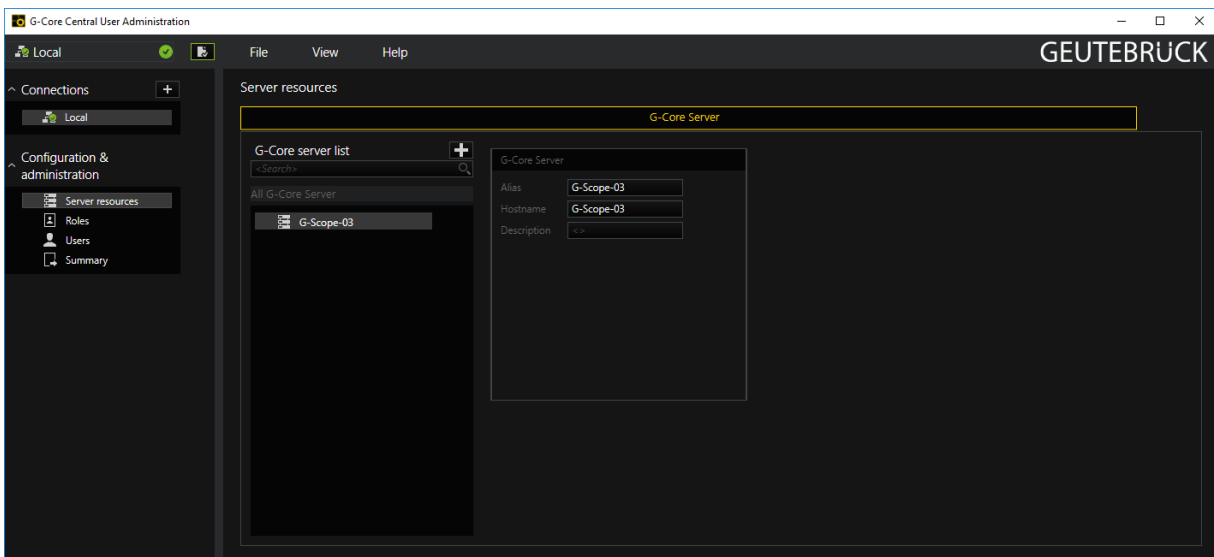 G-Core Central User Administration
Local
File View Help
GEUTEBRÜCK
Connections
Local
Configuration &
administration
Server resources
Roles
Users
Summary
Server resources
G-Core Server
G-Core server list
<Search>
All G-Core Server
G-Scope-03
G-Core Server
Alias G-Scope-03
Hostname G-Scope-03
Description <>